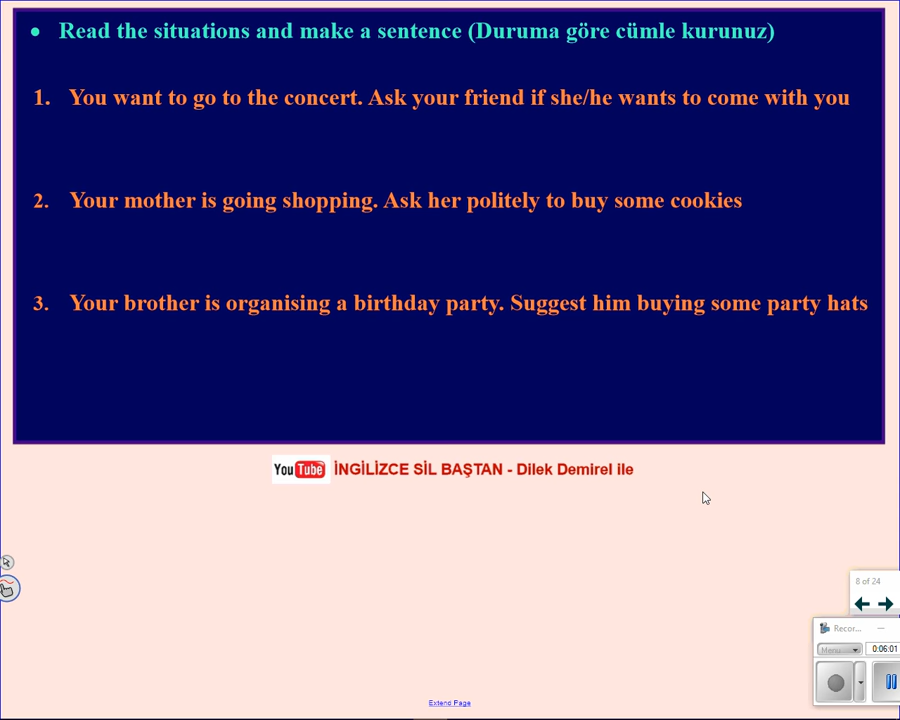 • Read the situations and make a sentence (Duruma göre cümle kurunuz)
1. You want to go to the concert. Ask your friend if she/he wants to come with you
2. Your mother is going shopping. Ask her politely to buy some cookies
3. Your brother is organising a birthday party. Suggest him buying some party hats
YouTube İNGİLİZCE SİL BAŞTAN - Dilek Demirel ile
8 of 24
Recor...
Menu 0:06:01
Extend Page